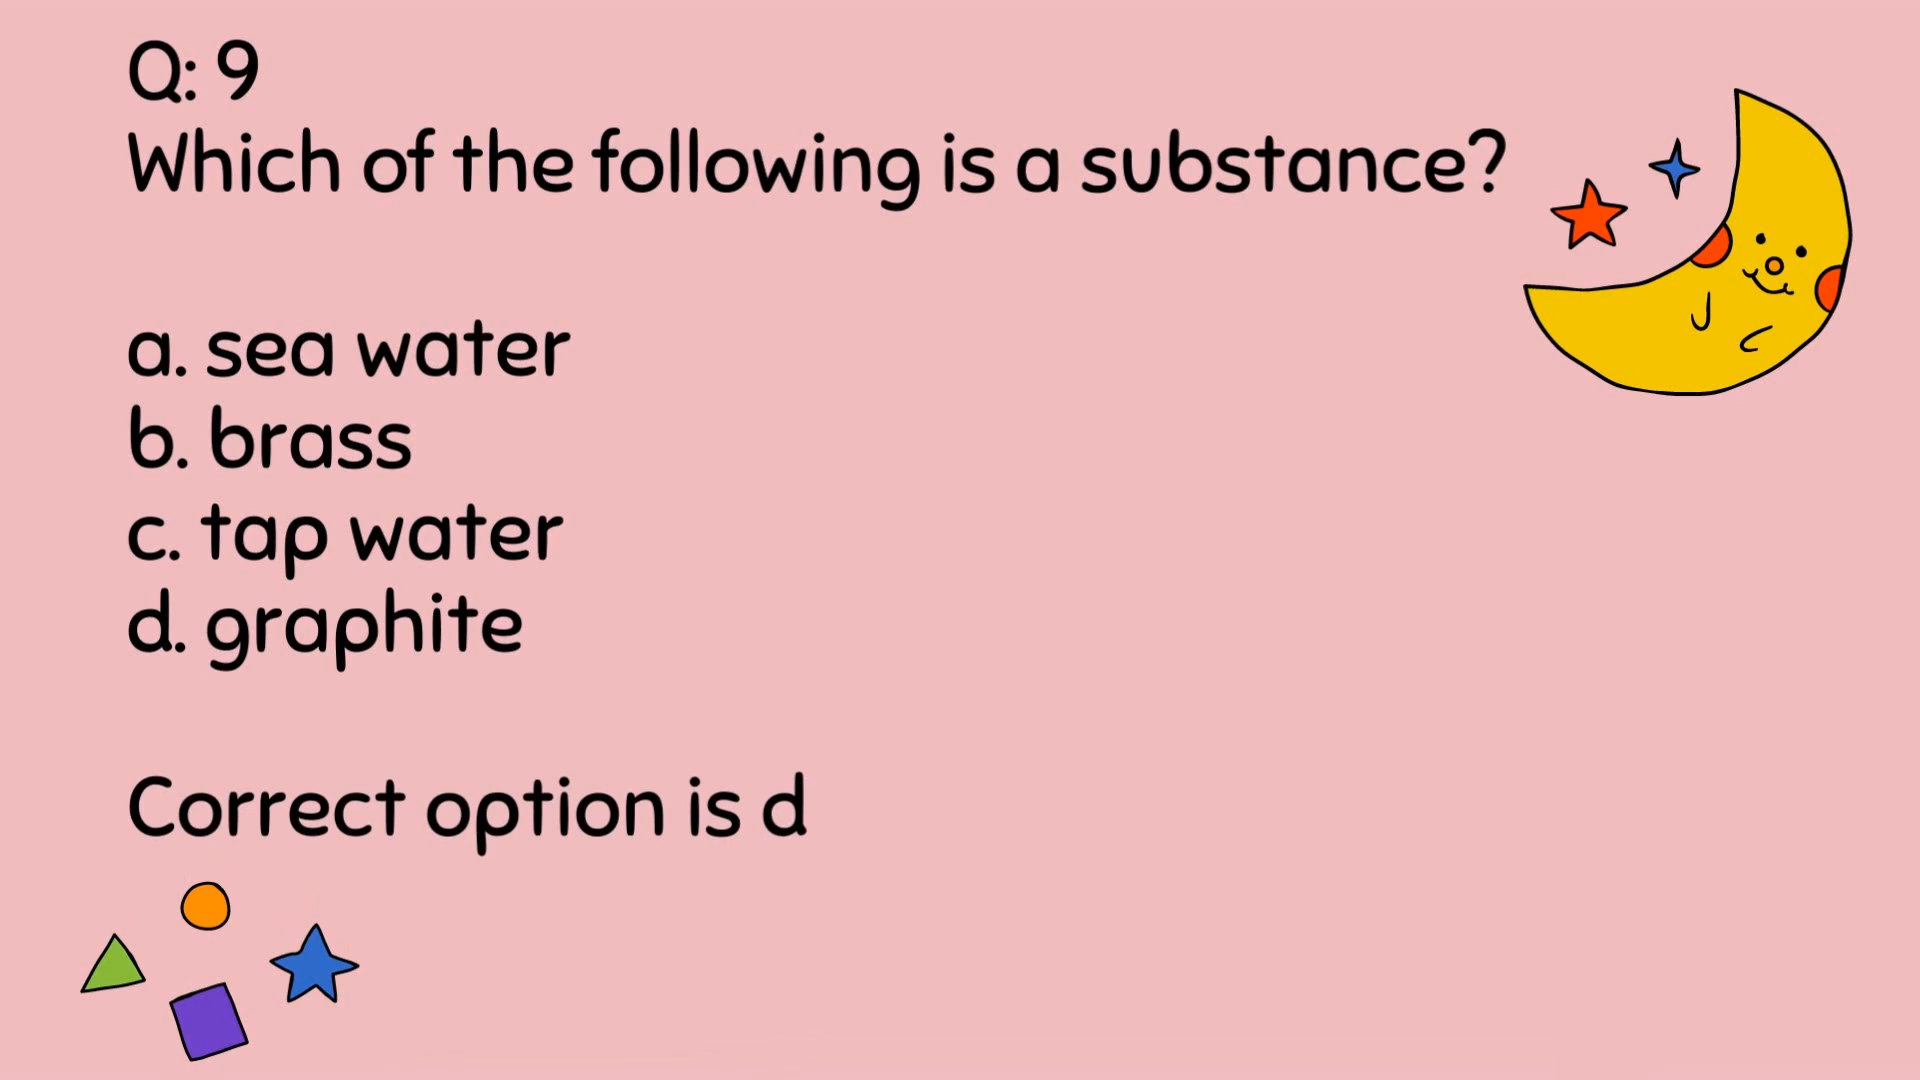 Q: 9
Which of the following is a substance?
a. sea water
b. brass
c. tap water
d. graphite
Correct option is d